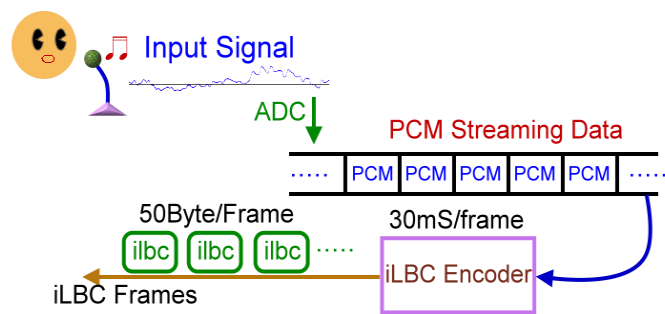 Input Signal
ADC
PCM Streaming Data
..... PCM PCM PCM PCM PCM .....
50Byte/Frame
30mS/frame
ilbc ilbc ilbc .....
iLBC Encoder
iLBC Frames